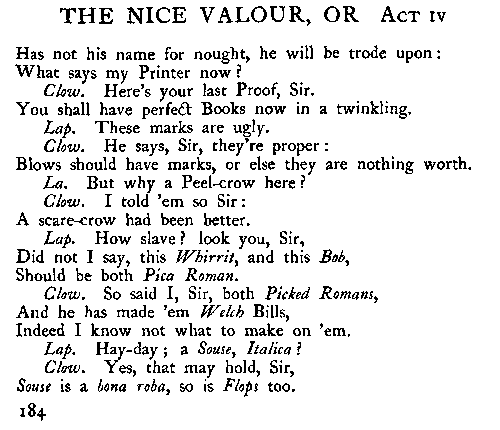 THE NICE VALOUR, OR ACT IV
Has not his name for nought, he will be trode upon:
What says my Printer now?
Clow. Here's your last Proof, Sir.
You shall have perfect Books now in a twinkling.
Lap. These marks are ugly.
Clow. He says, Sir, they're proper:
Blows should have marks, or else they are nothing worth.
La. But why a Peel-crow here?
Clow. I told 'em so Sir:
A scare-crow had been better.
Lap. How slave? look you, Sir,
Did not I say, this Whirrit, and this Bob,
Should be both Pica Roman.
Clow. So said I, Sir, both Picked Romans,
And he has made 'em Welch Bills,
Indeed I know not what to make on 'em.
Lap. Hay-day; a Souse, Italica?
Clow. Yes, that may hold, Sir,
Souse is a bona roba, so is Flops too.
184